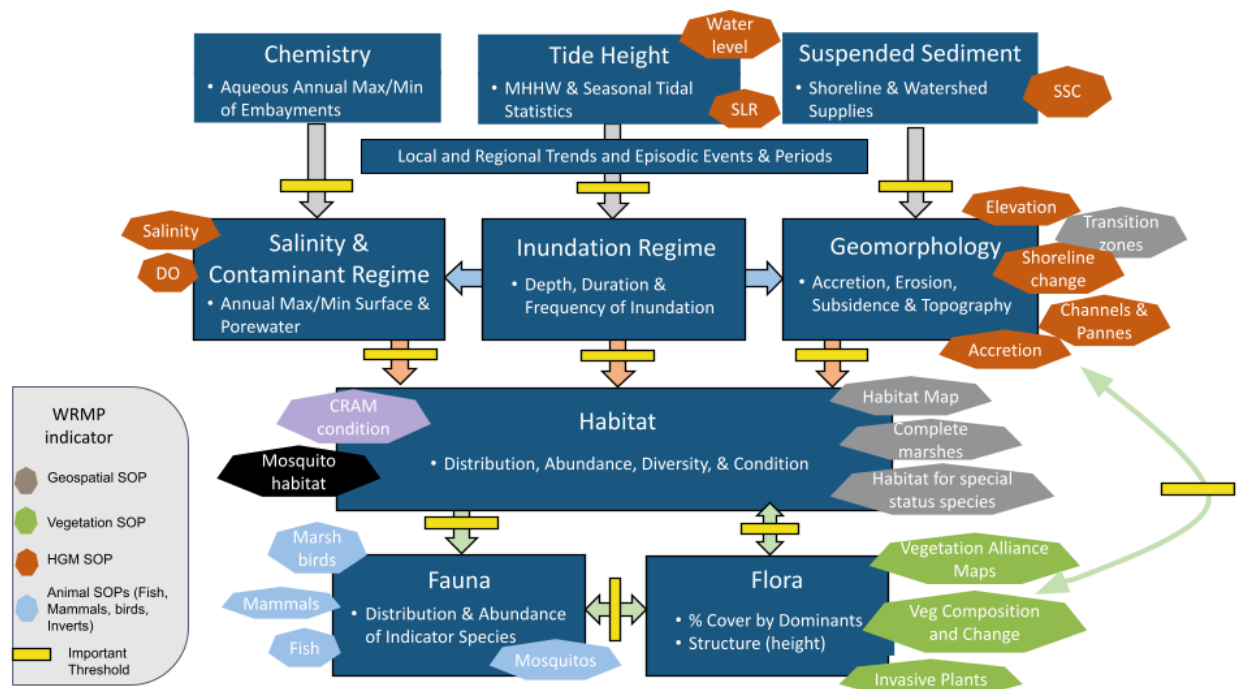 Chemistry
• Aqueous Annual Max/Min
of Embayments
Tide Height
• MHHW & Seasonal Tidal
Statistics
Water
level
SLR
Suspended Sediment
• Shoreline & Watershed
Supplies
SSC
Local and Regional Trends and Episodic Events & Periods
Salinity
DO
Salinity &
Contaminant Regime
• Annual Max/Min Surface &
Porewater
Inundation Regime
• Depth, Duration &
Frequency of Inundation
Geomorphology
• Accretion, Erosion,
Subsidence & Topography
Elevation
Transition
zones
Shoreline
change
Channels &
Pannes
Accretion
CRAM
condition
Mosquito
habitat
Habitat
• Distribution, Abundance, Diversity, & Condition
Habitat Map
Complete
marshes
Habitat for special
status species
Marsh
birds
Mammals
Fish
Fauna
• Distribution & Abundance
of Indicator Species
Mosquitos
Flora
• % Cover by Dominants
• Structure (height)
Vegetation Alliance
Maps
Veg Composition
and Change
Invasive Plants
WRMP
indicator
Geospatial SOP
Vegetation SOP
HGM SOP
Animal SOPs (Fish,
Mammals, birds,
Inverts)
Important
Threshold